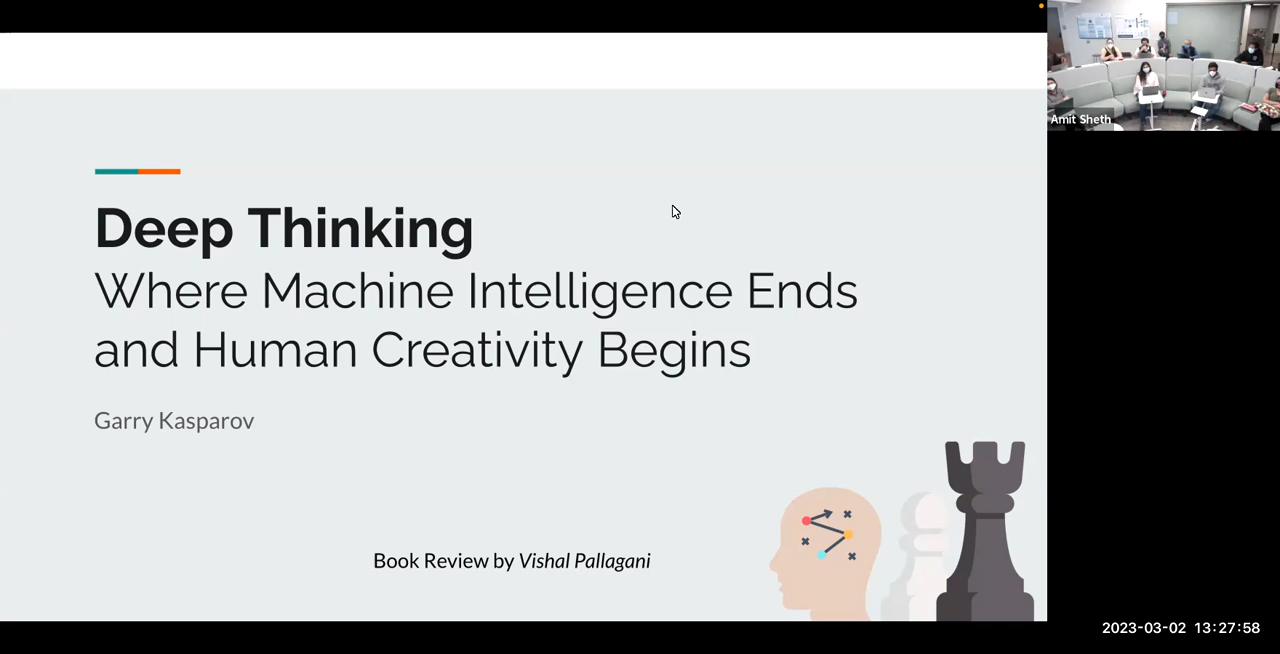 Deep Thinking
Where Machine Intelligence Ends
and Human Creativity Begins
Garry Kasparov
Book Review by Vishal Pallagani
Amit Sheth
2023-03-02 13:27:58